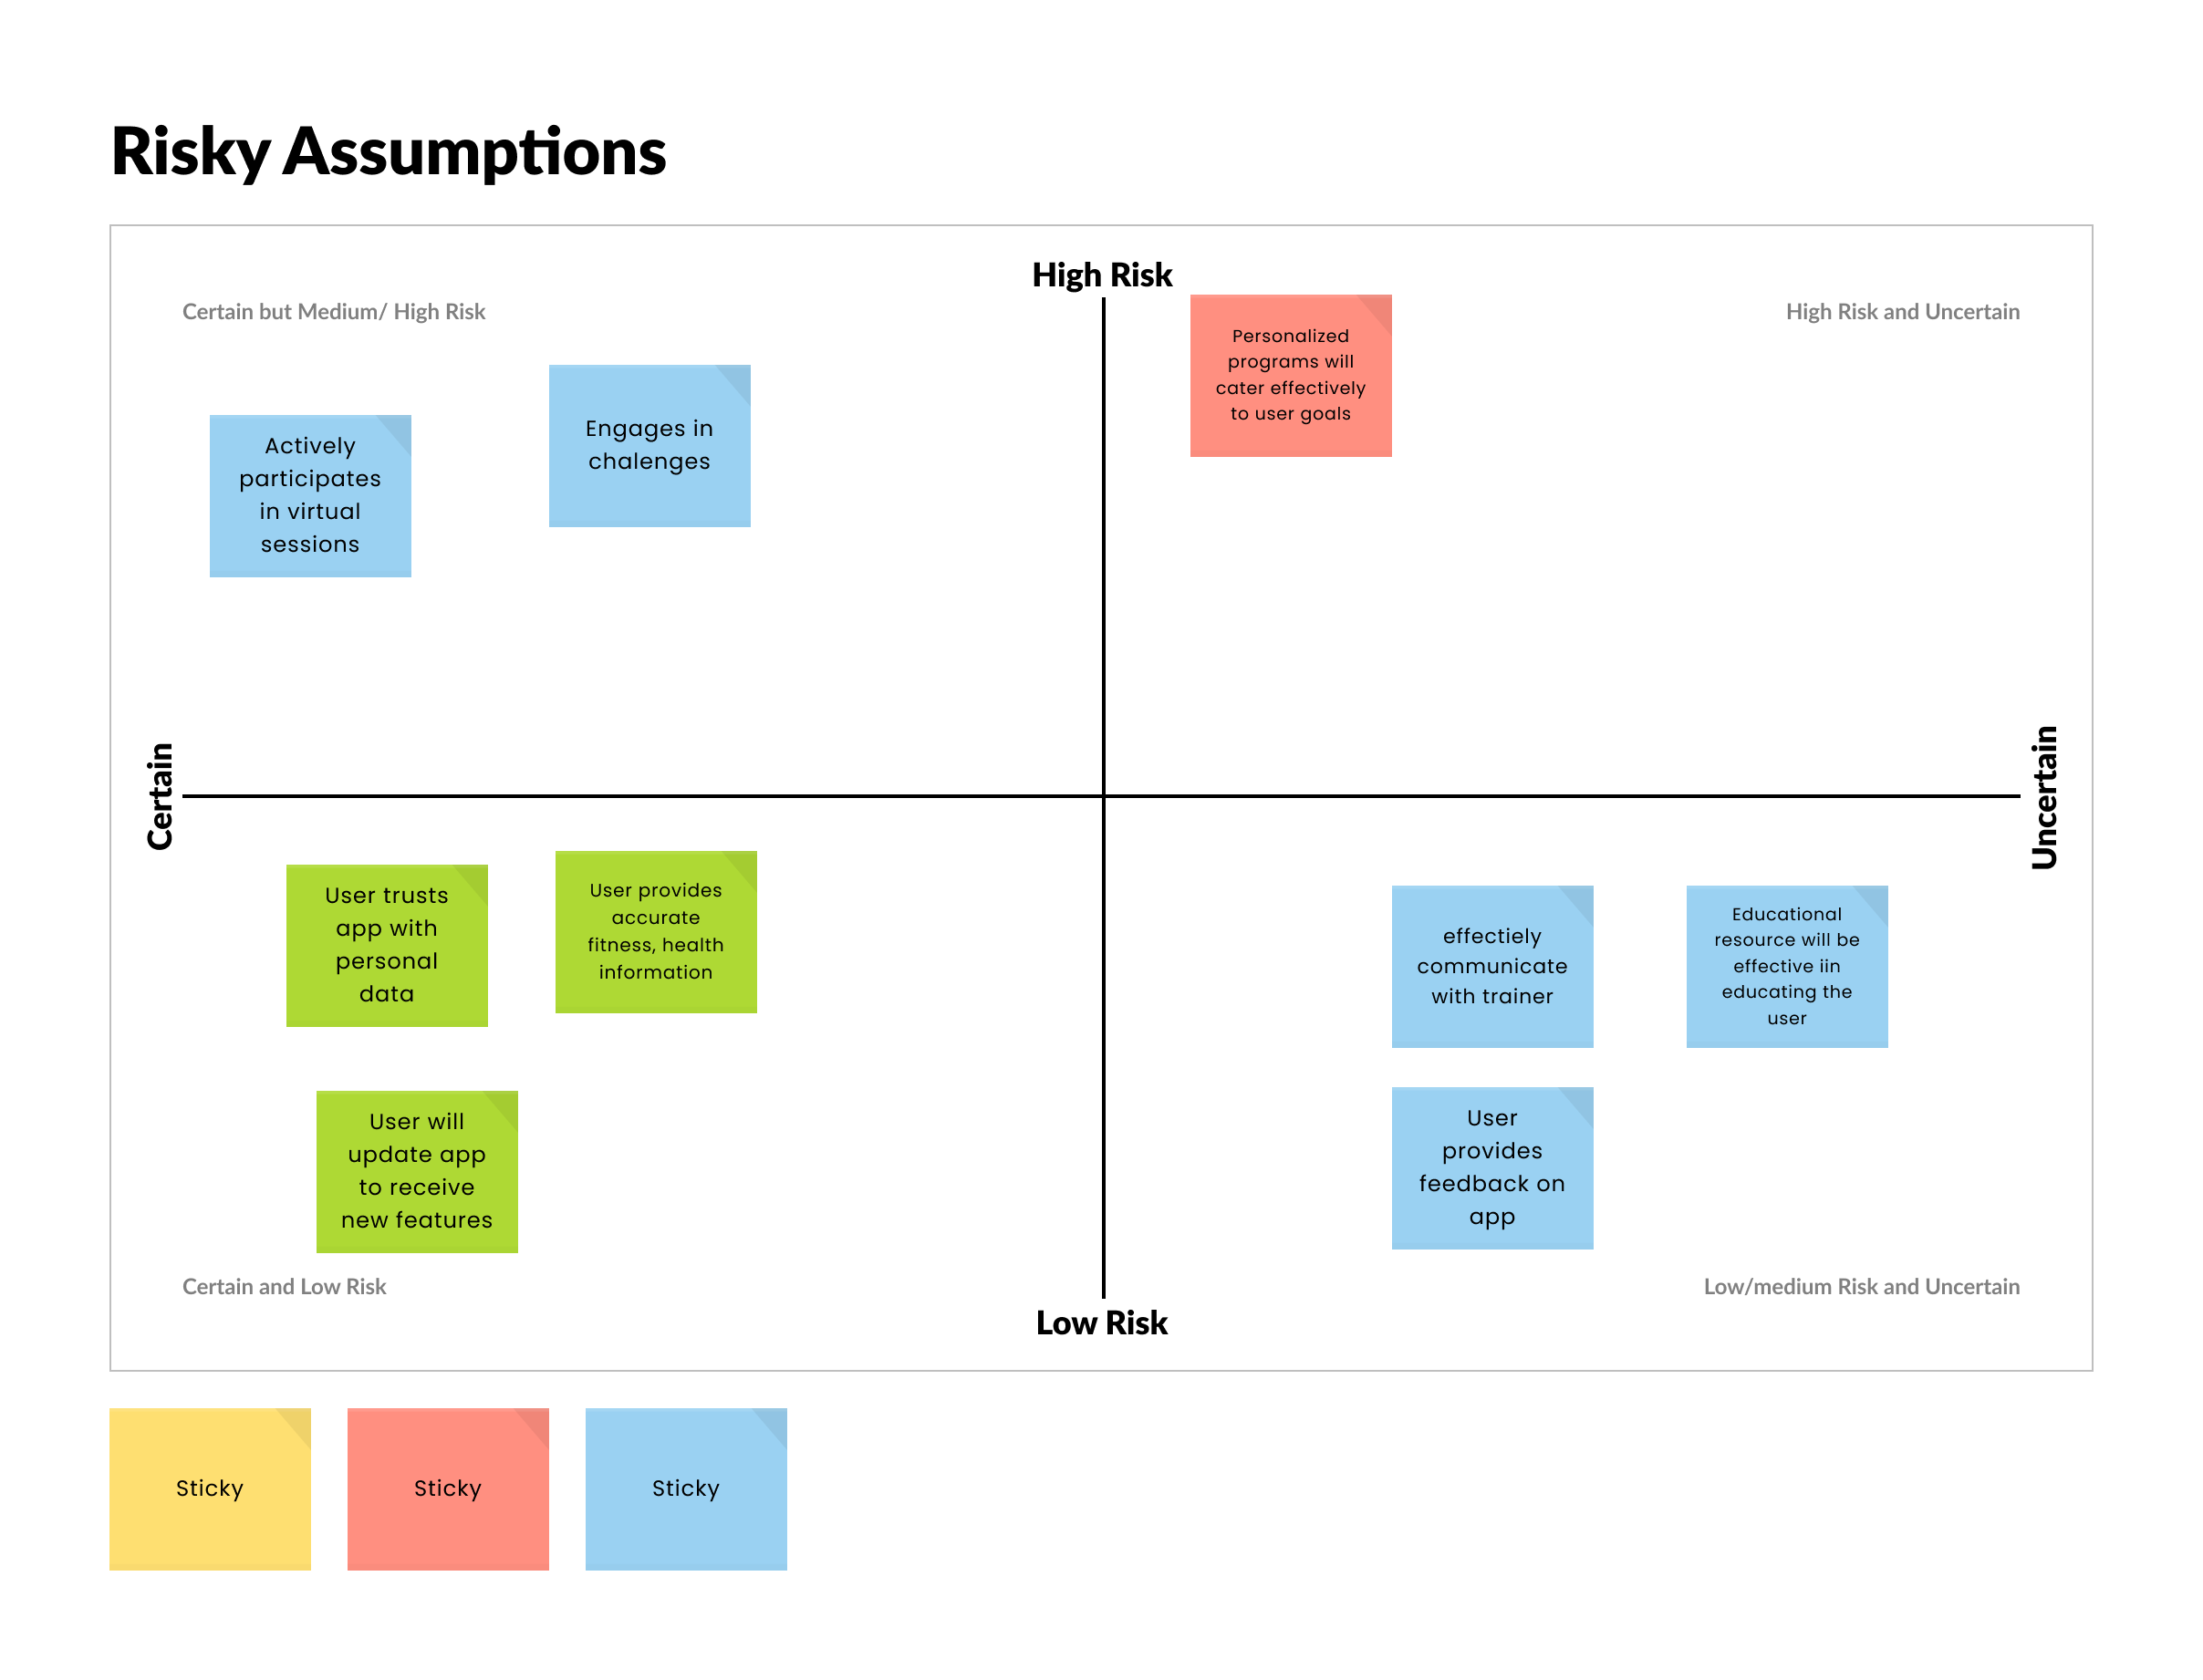 Risky Assumptions
High Risk
Certain but Medium/ High Risk
High Risk and Uncertain
Personalized
programs will
cater effectively
to user goals
Engages in
chalenges
Actively
participates
in virtual
sessions
Certain
Uncertain
User trusts
app with
personal
data
User provides
accurate
fitness, health
information
effectiely
communicate
with trainer
Educational
resource will be
effective iin
educating the
user
User will
update app
to receive
new features
User
provides
feedback on
app
Certain and Low Risk
Low/medium Risk and Uncertain
Low Risk
Sticky
Sticky
Sticky